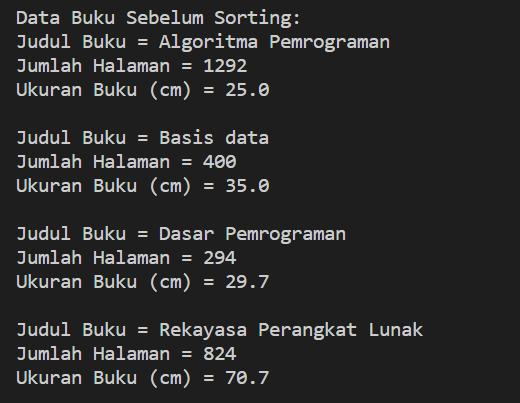 Data Buku Sebelum Sorting:
Judul Buku = Algoritma Pemrograman
Jumlah Halaman = 1292
Ukuran Buku (cm) = 25.0
Judul Buku = Basis data
Jumlah Halaman = 400
Ukuran Buku (cm) = 35.0
Judul Buku = Dasar Pemrograman
Jumlah Halaman = 294
Ukuran Buku (cm) = 29.7
Judul Buku = Rekayasa Perangkat Lunak
Jumlah Halaman = 824
Ukuran Buku (cm) = 70.7